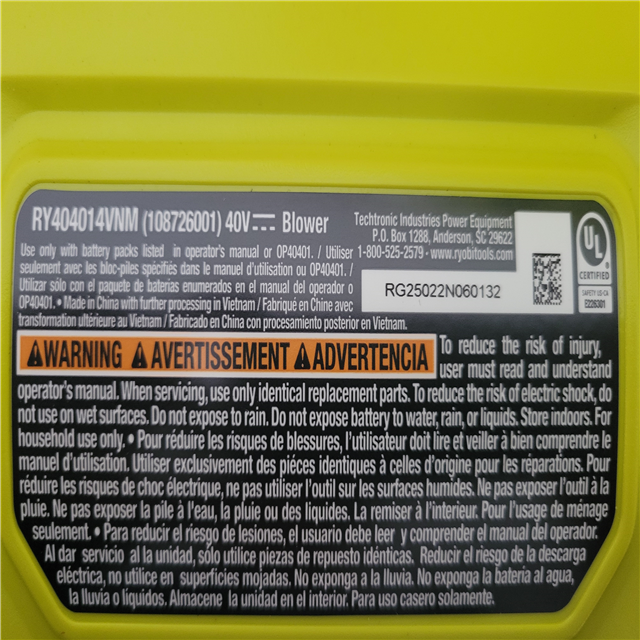 RY404014VNM (108726001) 40V Blower
Techtronic Industries Power Equipment
P.O. Box 1288, Anderson, SC 29622
1-800-525-2579 - www.ryobitools.com
Use only with battery packs listed in operator's manual or OP40401. / Utiliser
seulement avec les bloc-piles spécifiés dans le manuel d'utilisation ou OP40401. /
Utilizar sólo con el paquete de baterías enumerados en el manual del operador o
OP40401. • Made in China with further processing in Vietnam / Fabriqué en Chine avec
transformation ultérieure au Vietnam / Fabricado en China con procesamiento posterior en Vietnam.
RG25022N060132
UL
CERTIFIED
SAFETY US-CA
WARNING AVERTISSEMENT ADVERTENCIA
To reduce the risk of injury,
user must read and understand
operator's manual. When servicing, use only identical replacement parts. To reduce the risk of electric shock, do
not use on wet surfaces. Do not expose to rain. Do not expose battery to water, rain, or liquids. Store indoors. For
household use only. • Pour réduire les risques de blessures, l'utilisateur doit lire et veiller à bien comprendre le
manuel d'utilisation. Utiliser exclusivement des piéces identiques à celles d'origine pour les réparations. Pour
réduire les risques de choc électrique, ne pas utiliser l'outil sur les surfaces humides. Ne pas exposer l'outil à la
pluie. Ne pas exposer la pile à l'eau, la pluie ou des liquides. La remiser à l'interieur. Pour l'usage de ménage
seulement. • Para reducir el riesgo de lesiones, el usuario debe leer y comprender el manual del operador.
Al dar servicio al la unidad, sólo utilice piezas de repuesto idénticas. Reducir el riesgo de la descarga
eléctrica, no utilice en superficies mojadas. No exponga a la lluvia. No exponga la bateria al agua,
la lluvia o líquidos. Almacene la unidad en el interior. Para uso casero solamente.